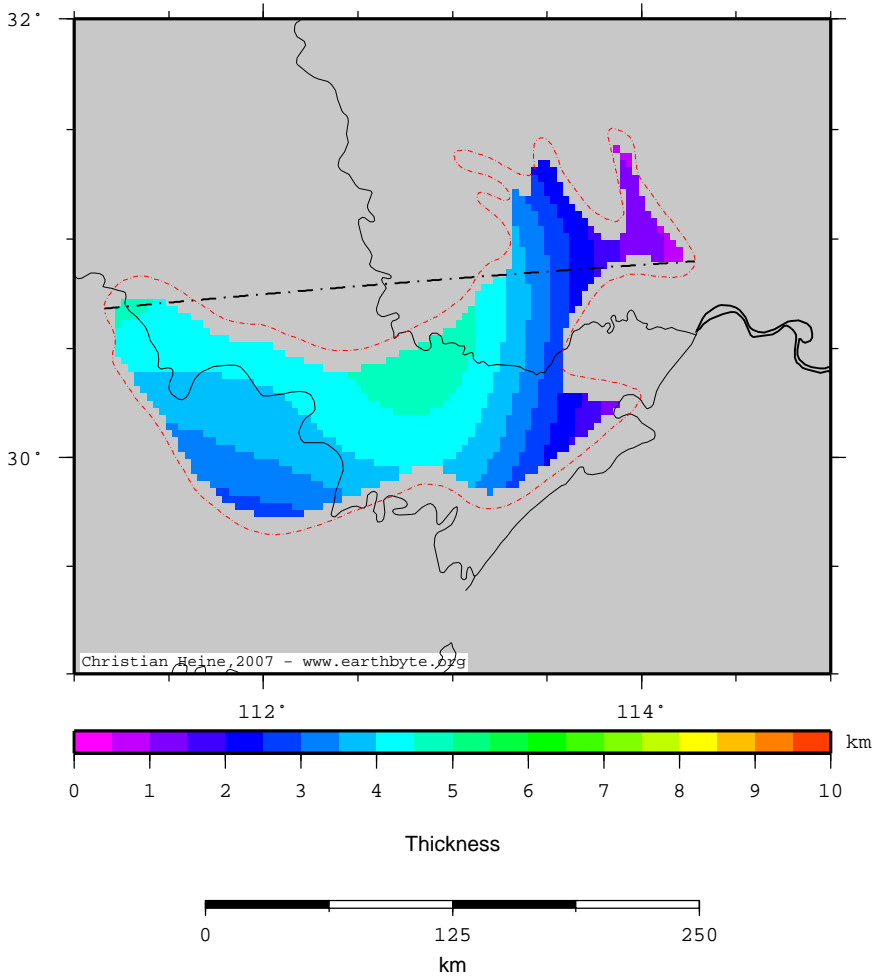 32°
30°
Christian Heine,2007 - www.earthbyte.org
112° 114°
km
0 1 2 3 4 5 6 7 8 9 10
Thickness
0 125 250
km